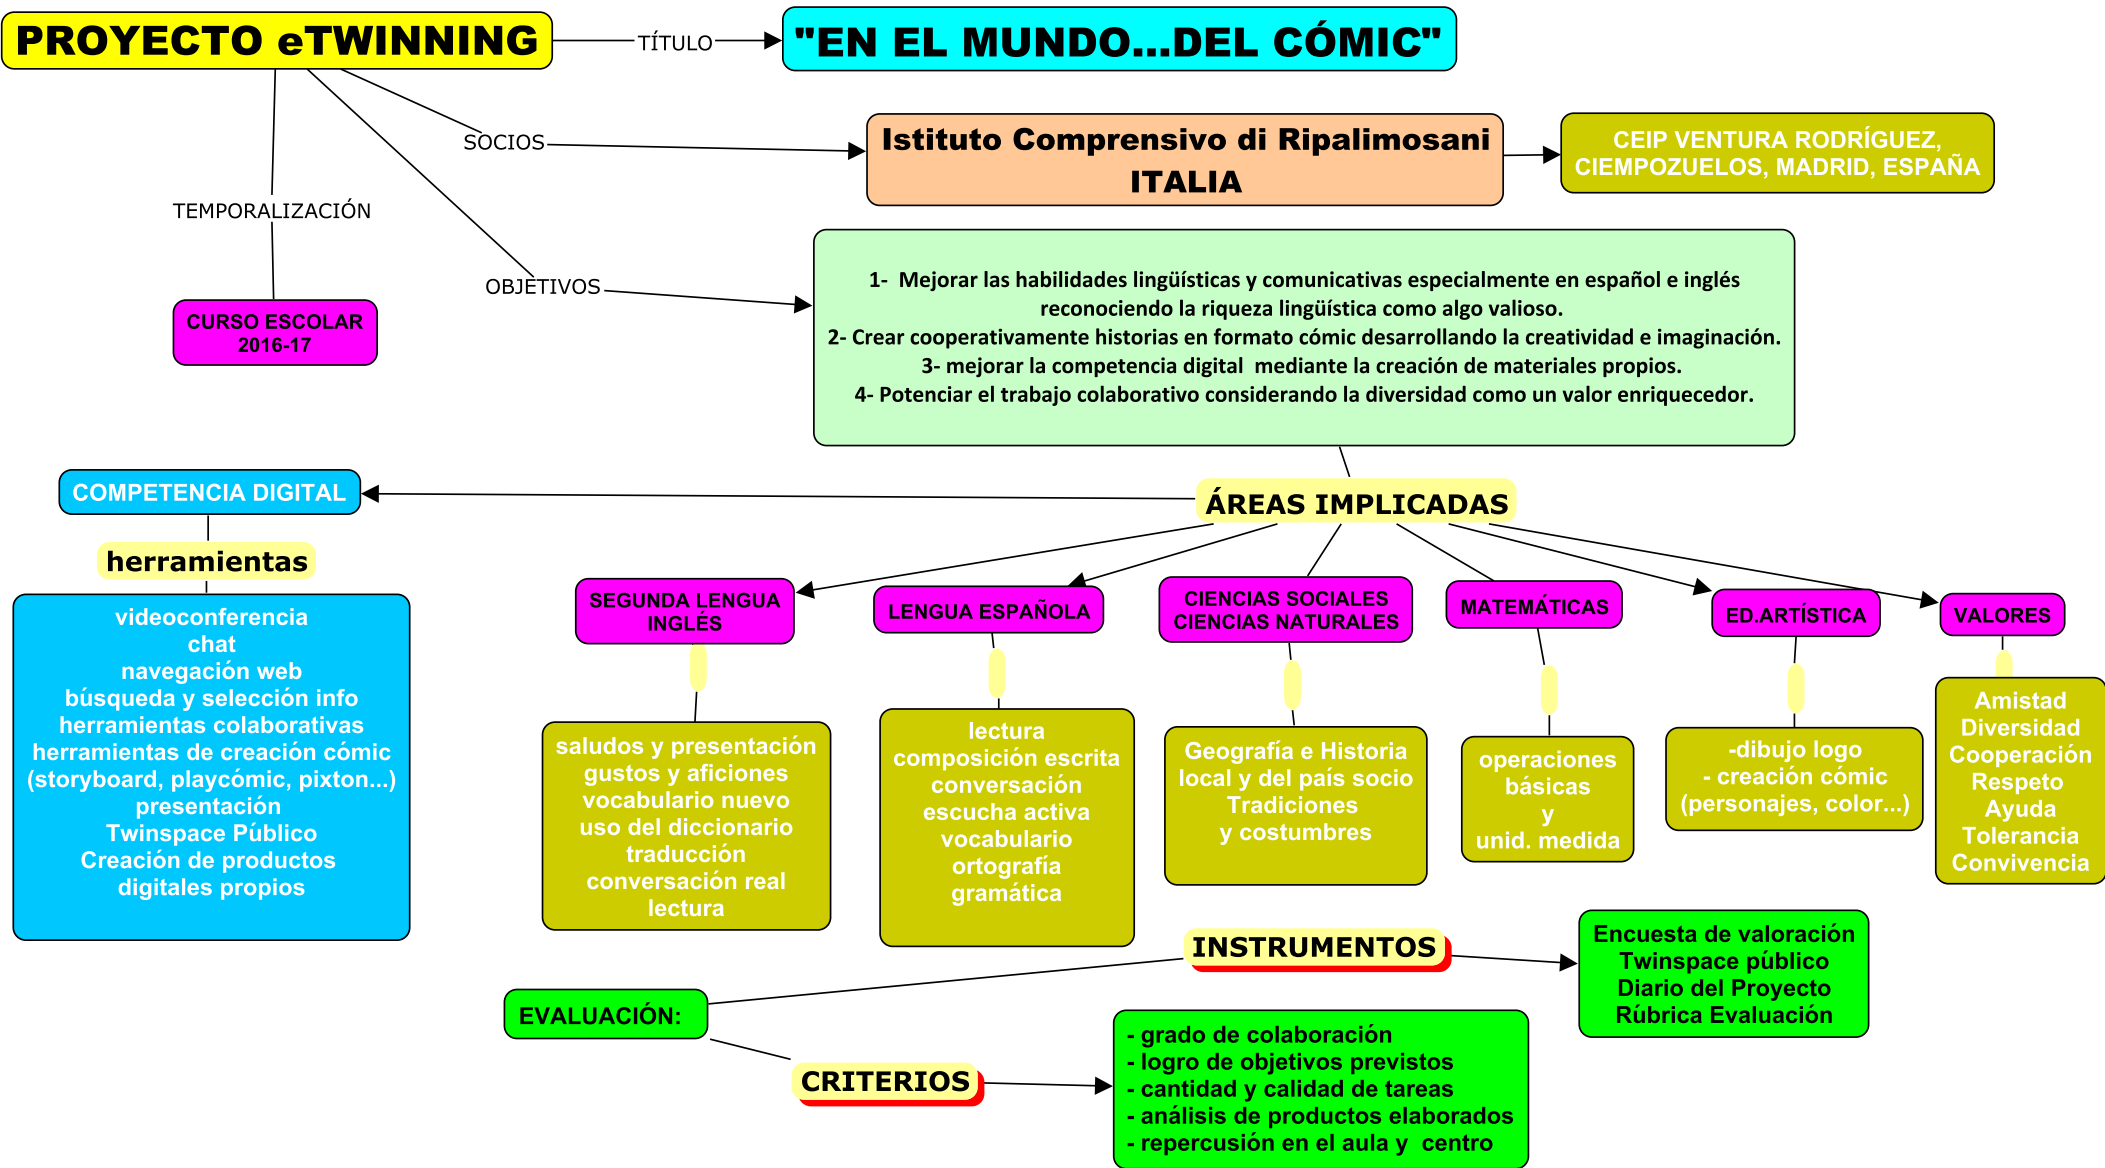 PROYECTO eTWINNING
TÍTULO
"EN EL MUNDO...DEL CÓMIC"
SOCIOS
Istituto Comprensivo di Ripalimosani
ITALIA
CEIP VENTURA RODRÍGUEZ,
CIEMPOZUELOS, MADRID, ESPAÑA
TEMPORALIZACIÓN
CURSO ESCOLAR
2016-17
OBJETIVOS
1-  Mejorar las habilidades lingüísticas y comunicativas especialmente en español e inglés
reconociendo la riqueza lingüística como algo valioso.
2- Crear cooperativamente historias en formato cómic desarrollando la creatividad e imaginación.
3- mejorar la competencia digital  mediante la creación de materiales propios.
4- Potenciar el trabajo colaborativo considerando la diversidad como un valor enriquecedor.
ÁREAS IMPLICADAS
COMPETENCIA DIGITAL
herramientas
videoconferencia
chat
navegación web
búsqueda y selección info
herramientas colaborativas
herramientas de creación cómic
(storyboard, playcómic, pixton...)
presentación
Twinspace Público
Creación de productos
digitales propios
SEGUNDA LENGUA
INGLÉS
saludos y presentación
gustos y aficiones
vocabulario nuevo
uso del diccionario
traducción
conversación real
lectura
LENGUA ESPAÑOLA
lectura
composición escrita
conversación
escucha activa
vocabulario
ortografía
gramática
CIENCIAS SOCIALES
CIENCIAS NATURALES
Geografía e Historia
local y del país socio
Tradiciones
y costumbres
MATEMÁTICAS
operaciones
básicas
y
unid. medida
ED.ARTÍSTICA
-dibujo logo
- creación cómic
(personajes, color...)
VALORES
Amistad
Diversidad
Cooperación
Respeto
Ayuda
Tolerancia
Convivencia
EVALUACIÓN:
INSTRUMENTOS
Encuesta de valoración
Twinspace público
Diario del Proyecto
Rúbrica Evaluación
CRITERIOS
- grado de colaboración
- logro de objetivos previstos
- cantidad y calidad de tareas
- análisis de productos elaborados
- repercusión en el aula y  centro